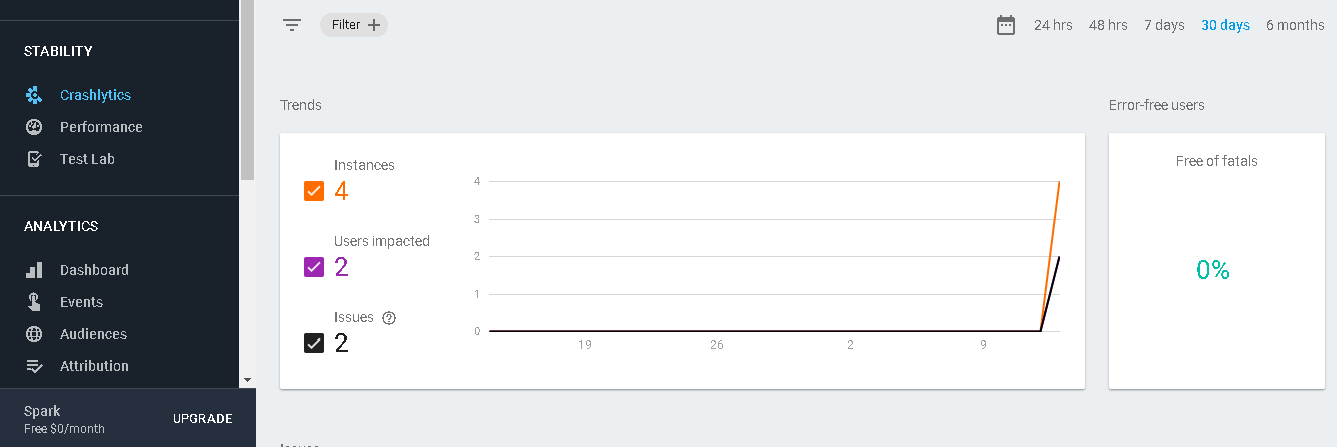 STABILITY
Crashlytics
Performance
Test Lab
ANALYTICS
Dashboard
Events
Audiences
Attribution
Spark
Free $0/month
UPGRADE
Filter
24 hrs 48 hrs 7 days 30 days 6 months
Trends
Instances
4
Users impacted
2
Issues
2
4
3
2
1
0
19 26 2 9
Error-free users
Free of fatals
0%